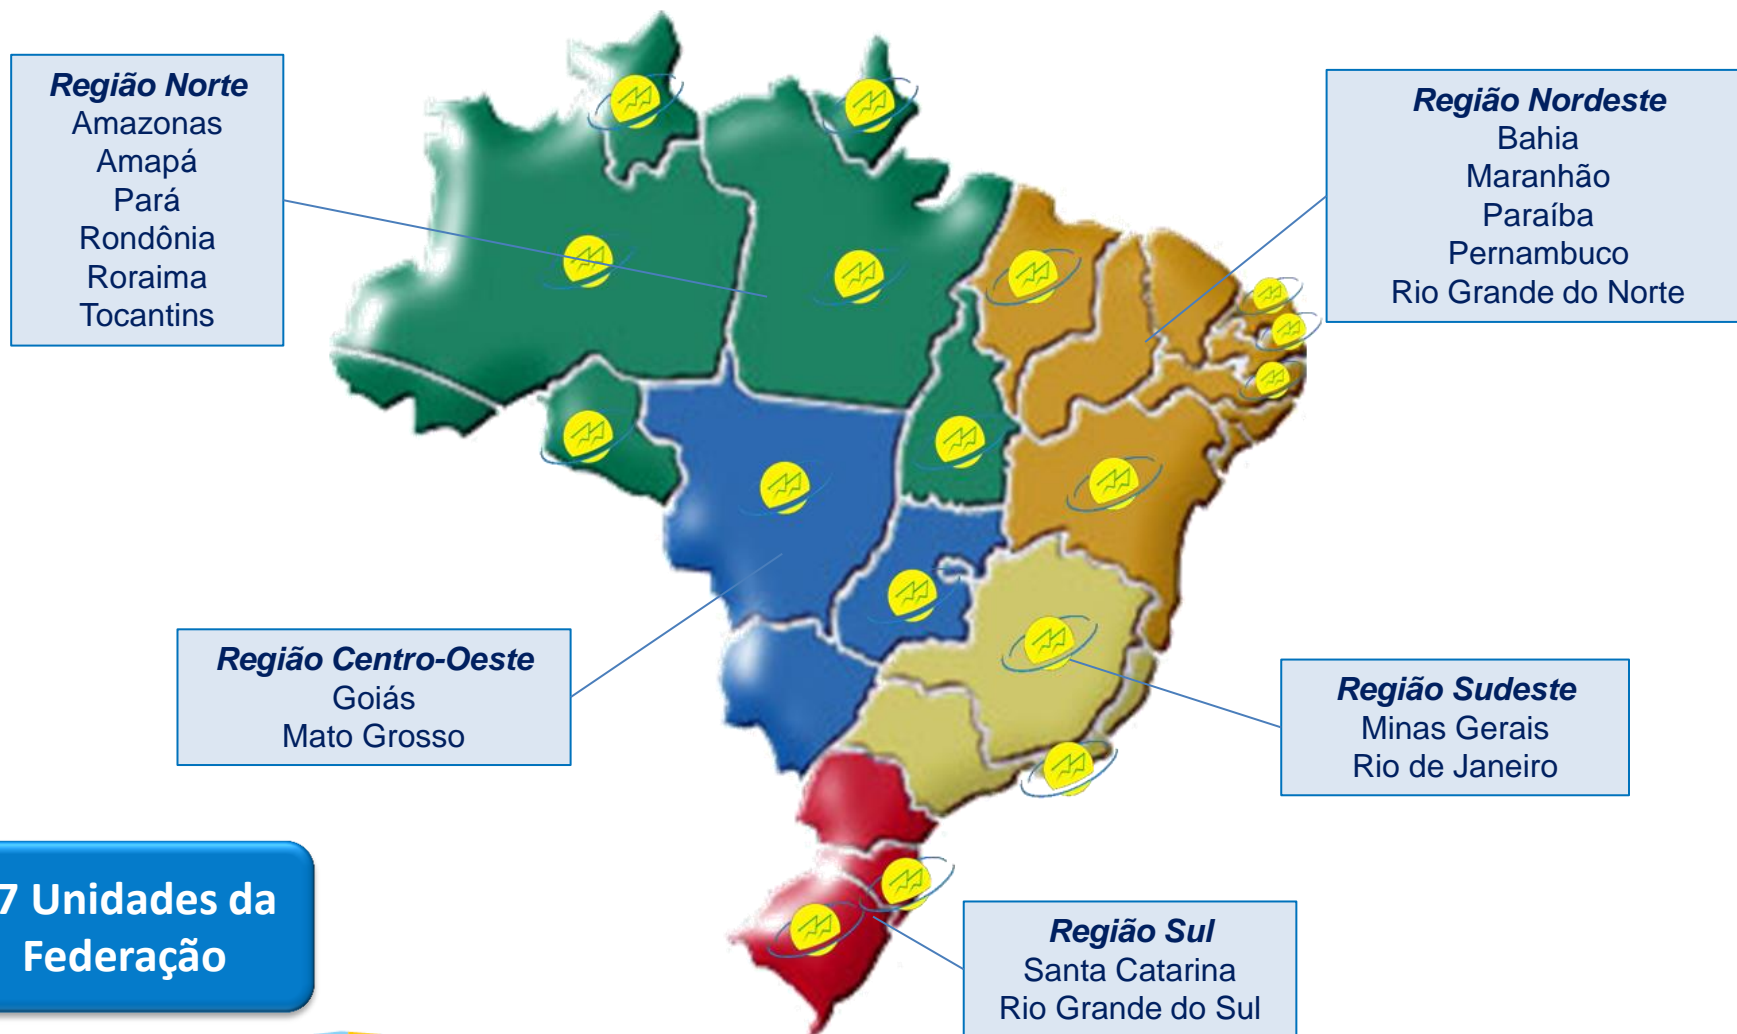 Região Norte
Amazonas
Amapá
Pará
Rondônia
Roraima
Tocantins
Região Nordeste
Bahia
Maranhão
Paraíba
Pernambuco
Rio Grande do Norte
Região Centro-Oeste
Goiás
Mato Grosso
Região Sudeste
Minas Gerais
Rio de Janeiro
7 Unidades da
Federação
Região Sul
Santa Catarina
Rio Grande do Sul